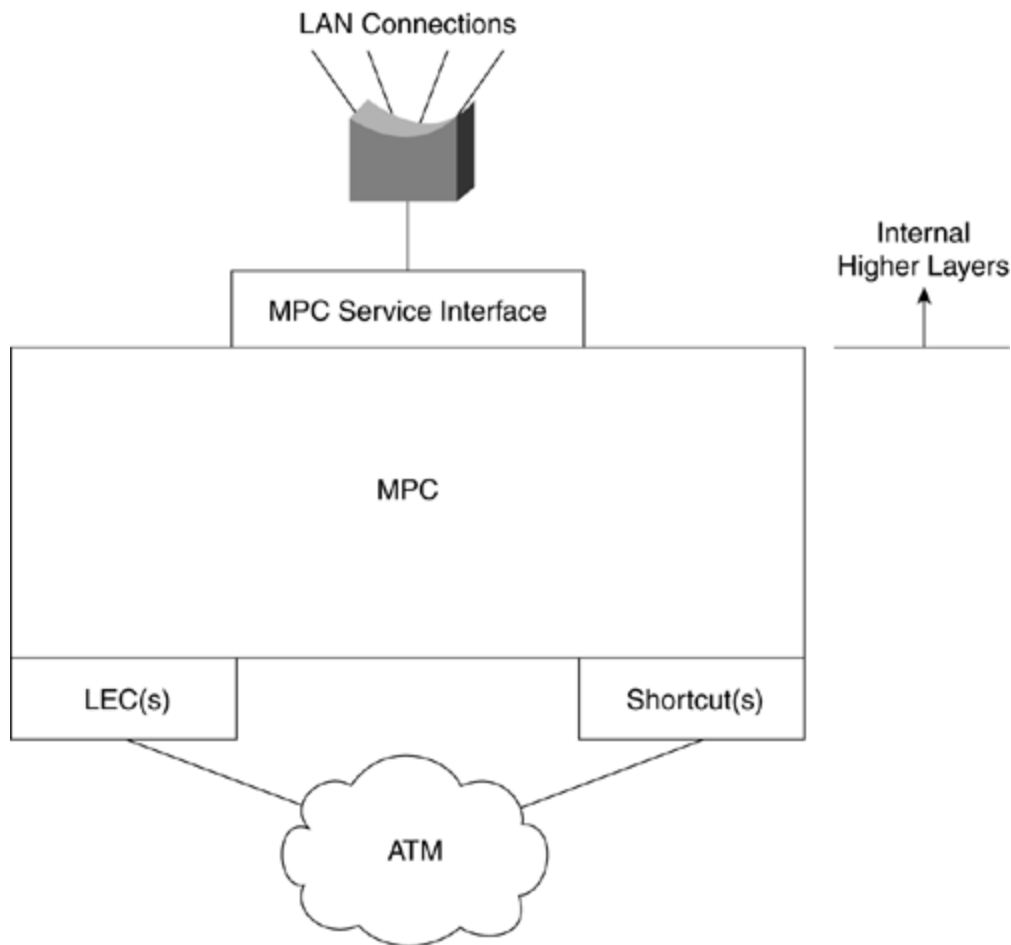 LAN Connections
Internal
Higher Layers
MPC Service Interface
MPC
LEC(s)
Shortcut(s)
ATM